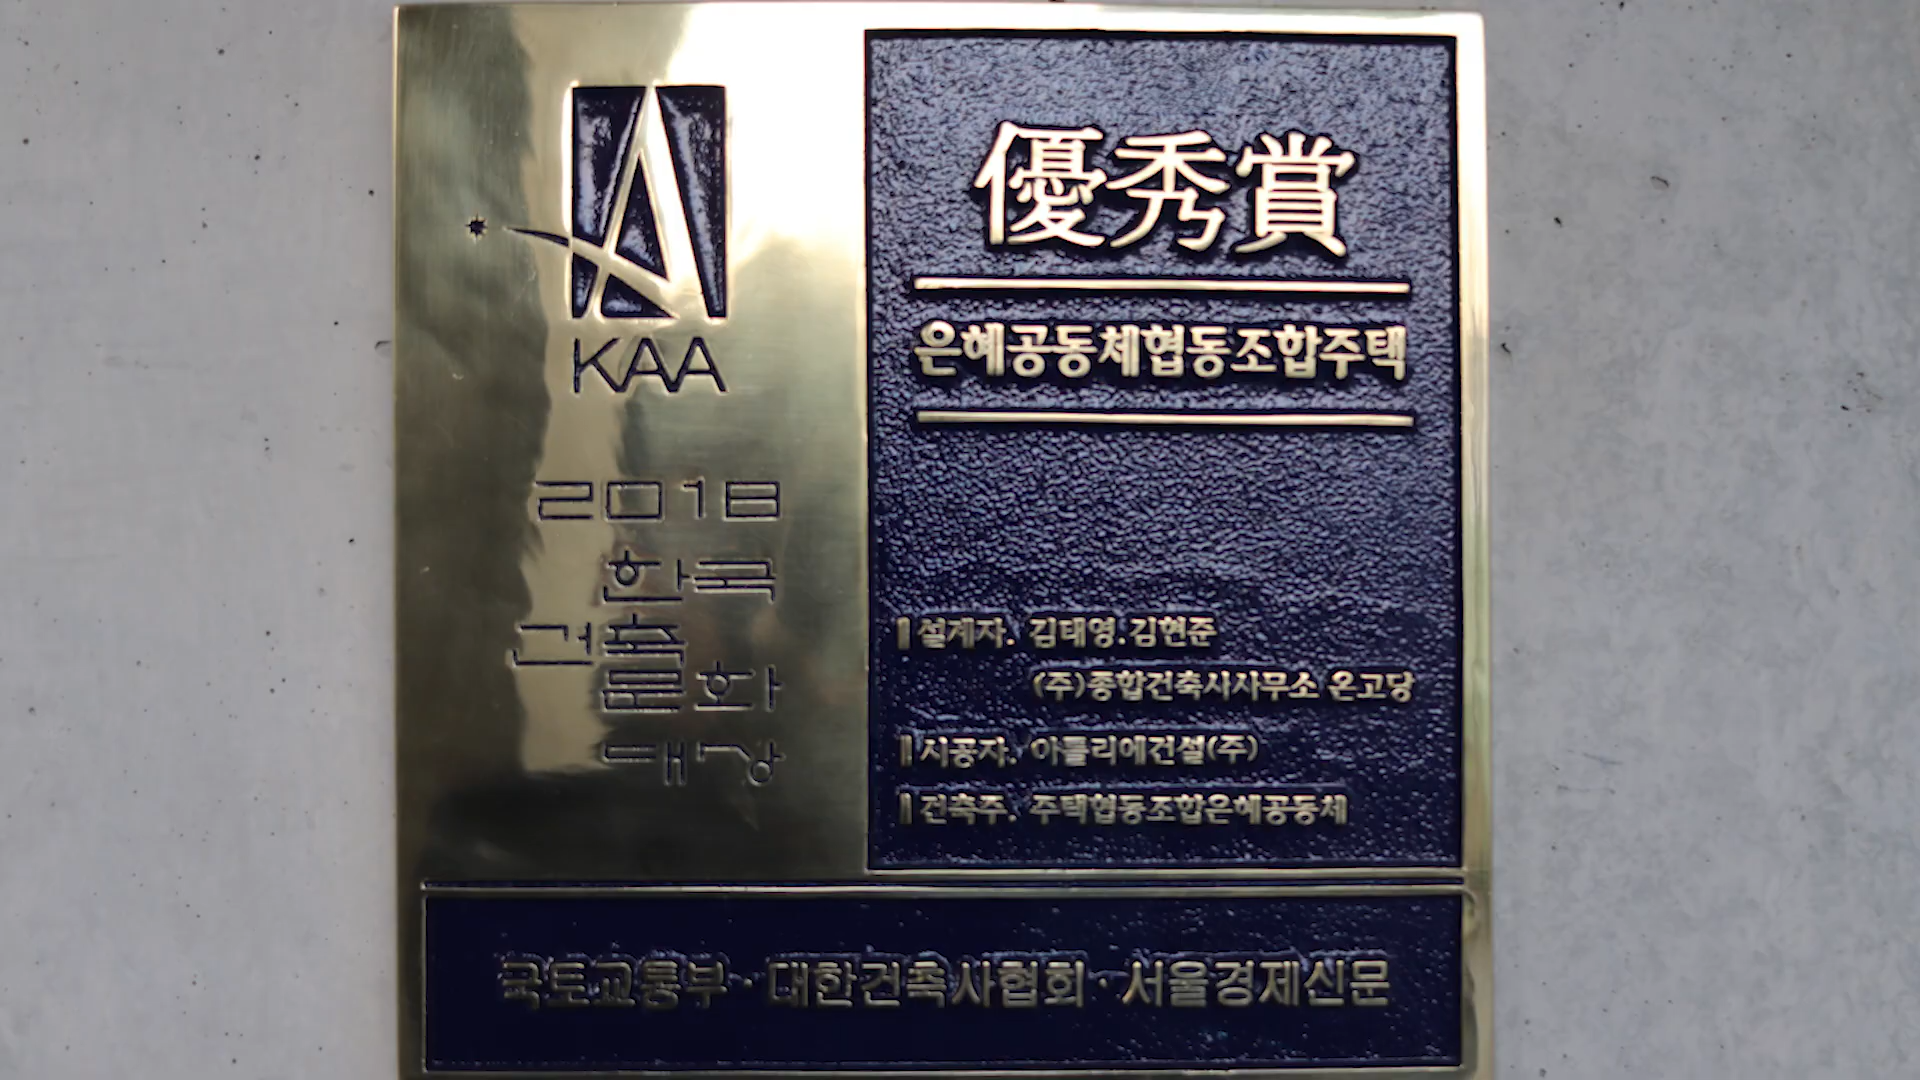 KAA
2018
한국
건축
문화
대상
優秀賞
은혜공동체협동조합주택
설계자. 김태영.김현준
(주)종합건축사사무소 온고당
시공자. 아틀리에건설(주)
건축주. 주택협동조합은혜공동체
국토교통부·대한건축사협회·서울경제신문